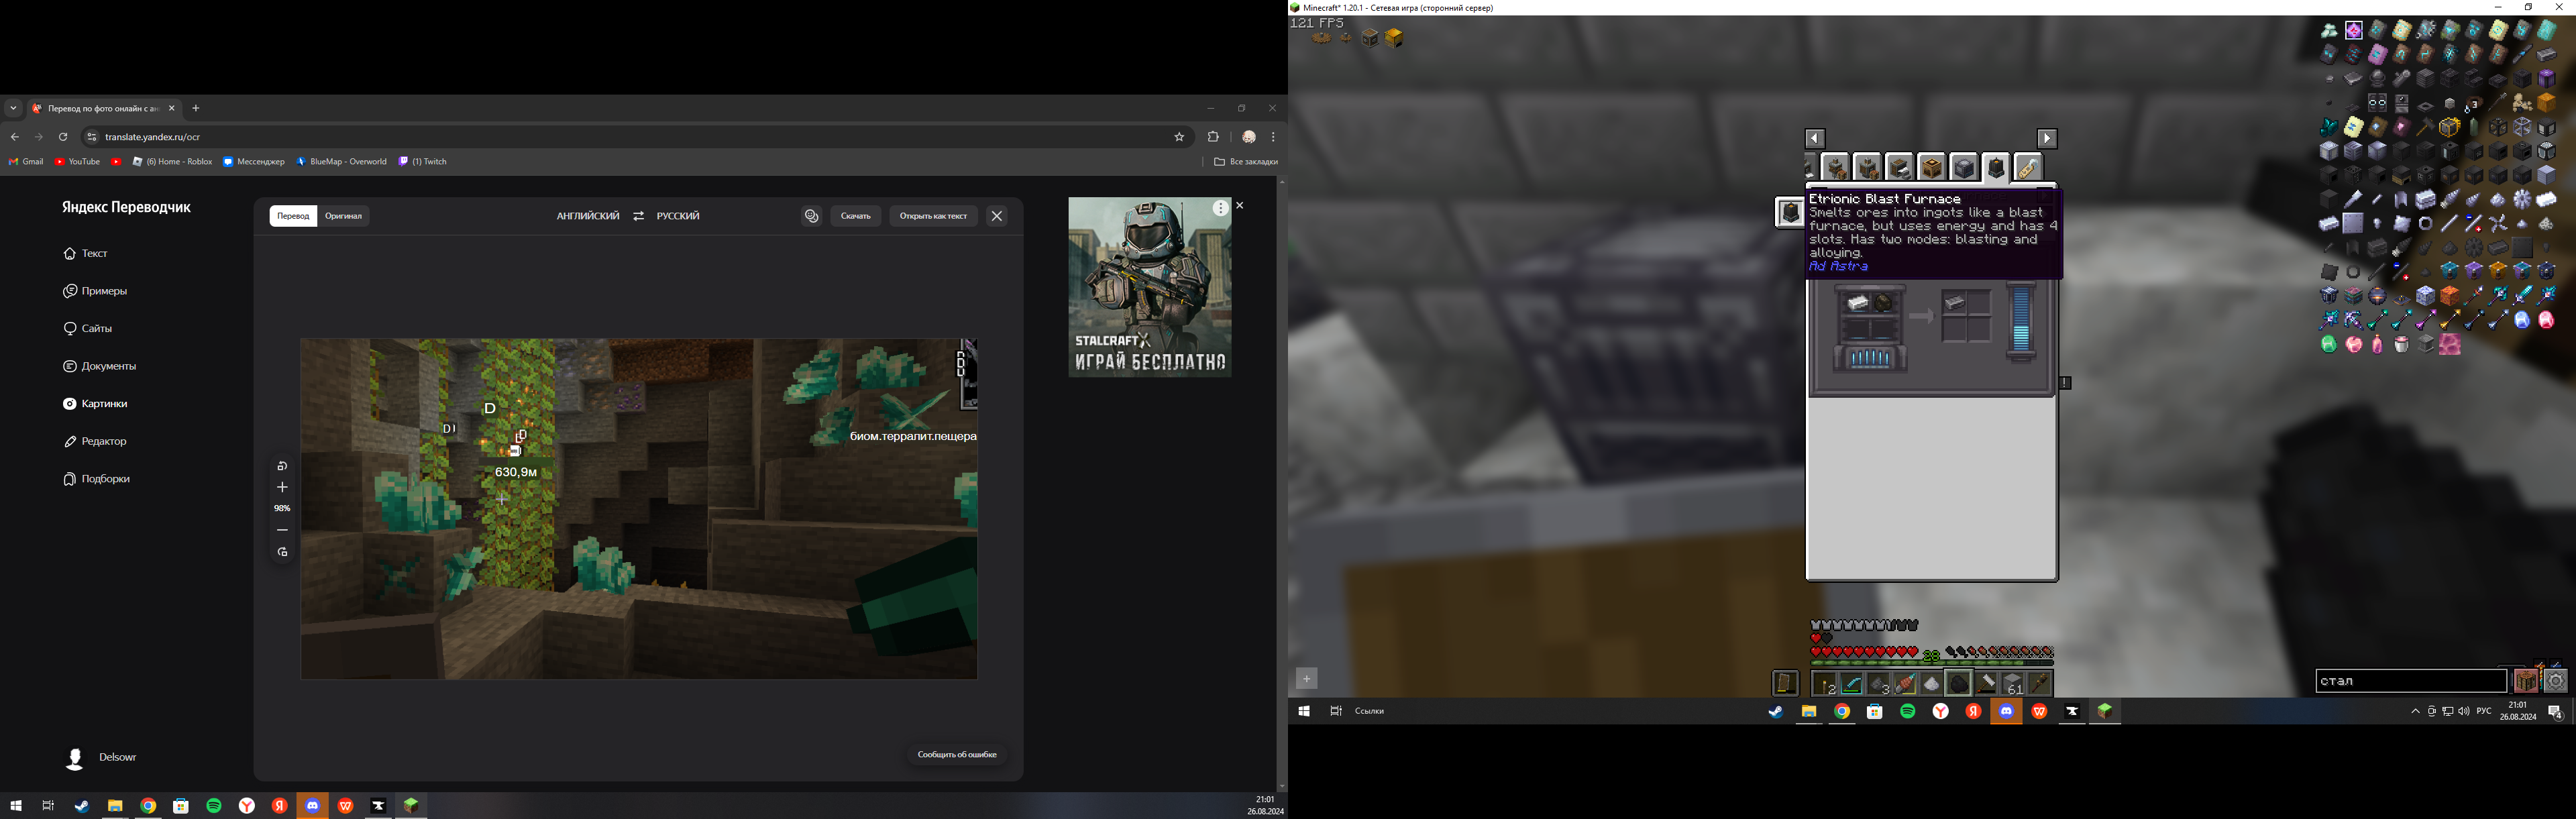 Перевод по фото онлайн с ан
translate.yandex.ru/ocr
Gmail
YouTube
(6) Home - Roblox
Мессенджер
BlueMap - Overworld
(1) Twitch
Все закладки
Яндекс Переводчик
Текст
Примеры
Сайты
Документы
Картинки
Редактор
Подборки
Delsowr
Перевод
Оригинал
АНГЛИЙСКИЙ
РУССКИЙ
Скачать
Открыть как текст
98%
D
D
630,9м
биом.терралит.пещера
Сообщить об ошибке
STALCRAFT X
ИГРАЙ БЕСПЛАТНО
21:01
26.08.2024
Minecraft* 1.20.1 - Сетевая игра (сторонний сервер)
121 FPS
3
Etrionic Blast Furnace
Smelts ores into ingots like a blast
furnace, but uses energy and has 4
slots. Has two modes: blasting and
alloying.
Ad Astra
28
2
3
61
стал
Ссылки
РУС
21:01
26.08.2024
4